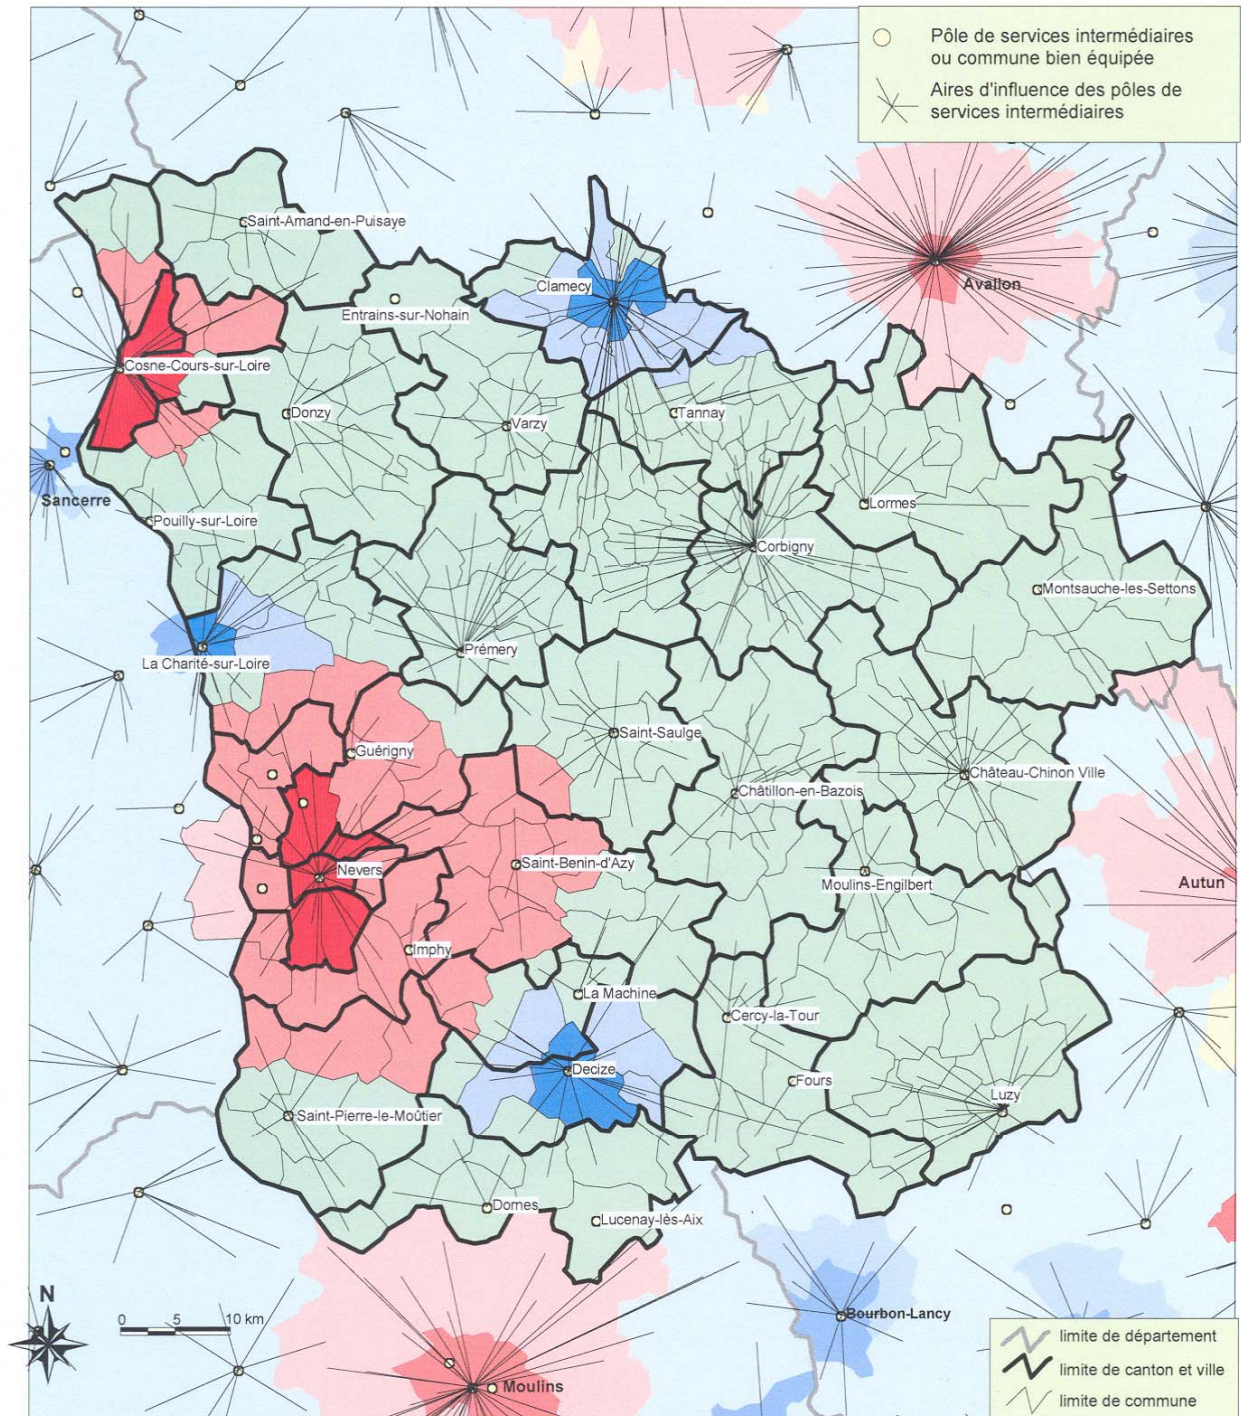 Pôle de services intermédiaires
ou commune bien équipée
Aires d'influence des pôles de
services intermédiaires
Saint-Amand-en-Puisaye
Clamecy
Avallon
Entrains-sur-Nohain
Cosne-Cours-sur-Loire
Donzy
Varzy
Tannay
Sancerre
Lormes
Pouilly-sur-Loire
Corbigny
Montsauche-les-Settons
La Charité-sur-Loire
Prémery
Saint-Saulge
Guérigny
Château-Chinon Ville
Châtillon-en-Bazois
Nevers
Saint-Benin-d'Azy
Moulins-Engilbert
Autun
Imphy
La Machine
Cercy-la-Tour
Decize
Fours
Luzy
Saint-Pierre-le-Moûtier
Dornes
Lucenay-lès-Aix
N
0 5 10 km
Bourbon-Lancy
Moulins
limite de département
limite de canton et ville
limite de commune